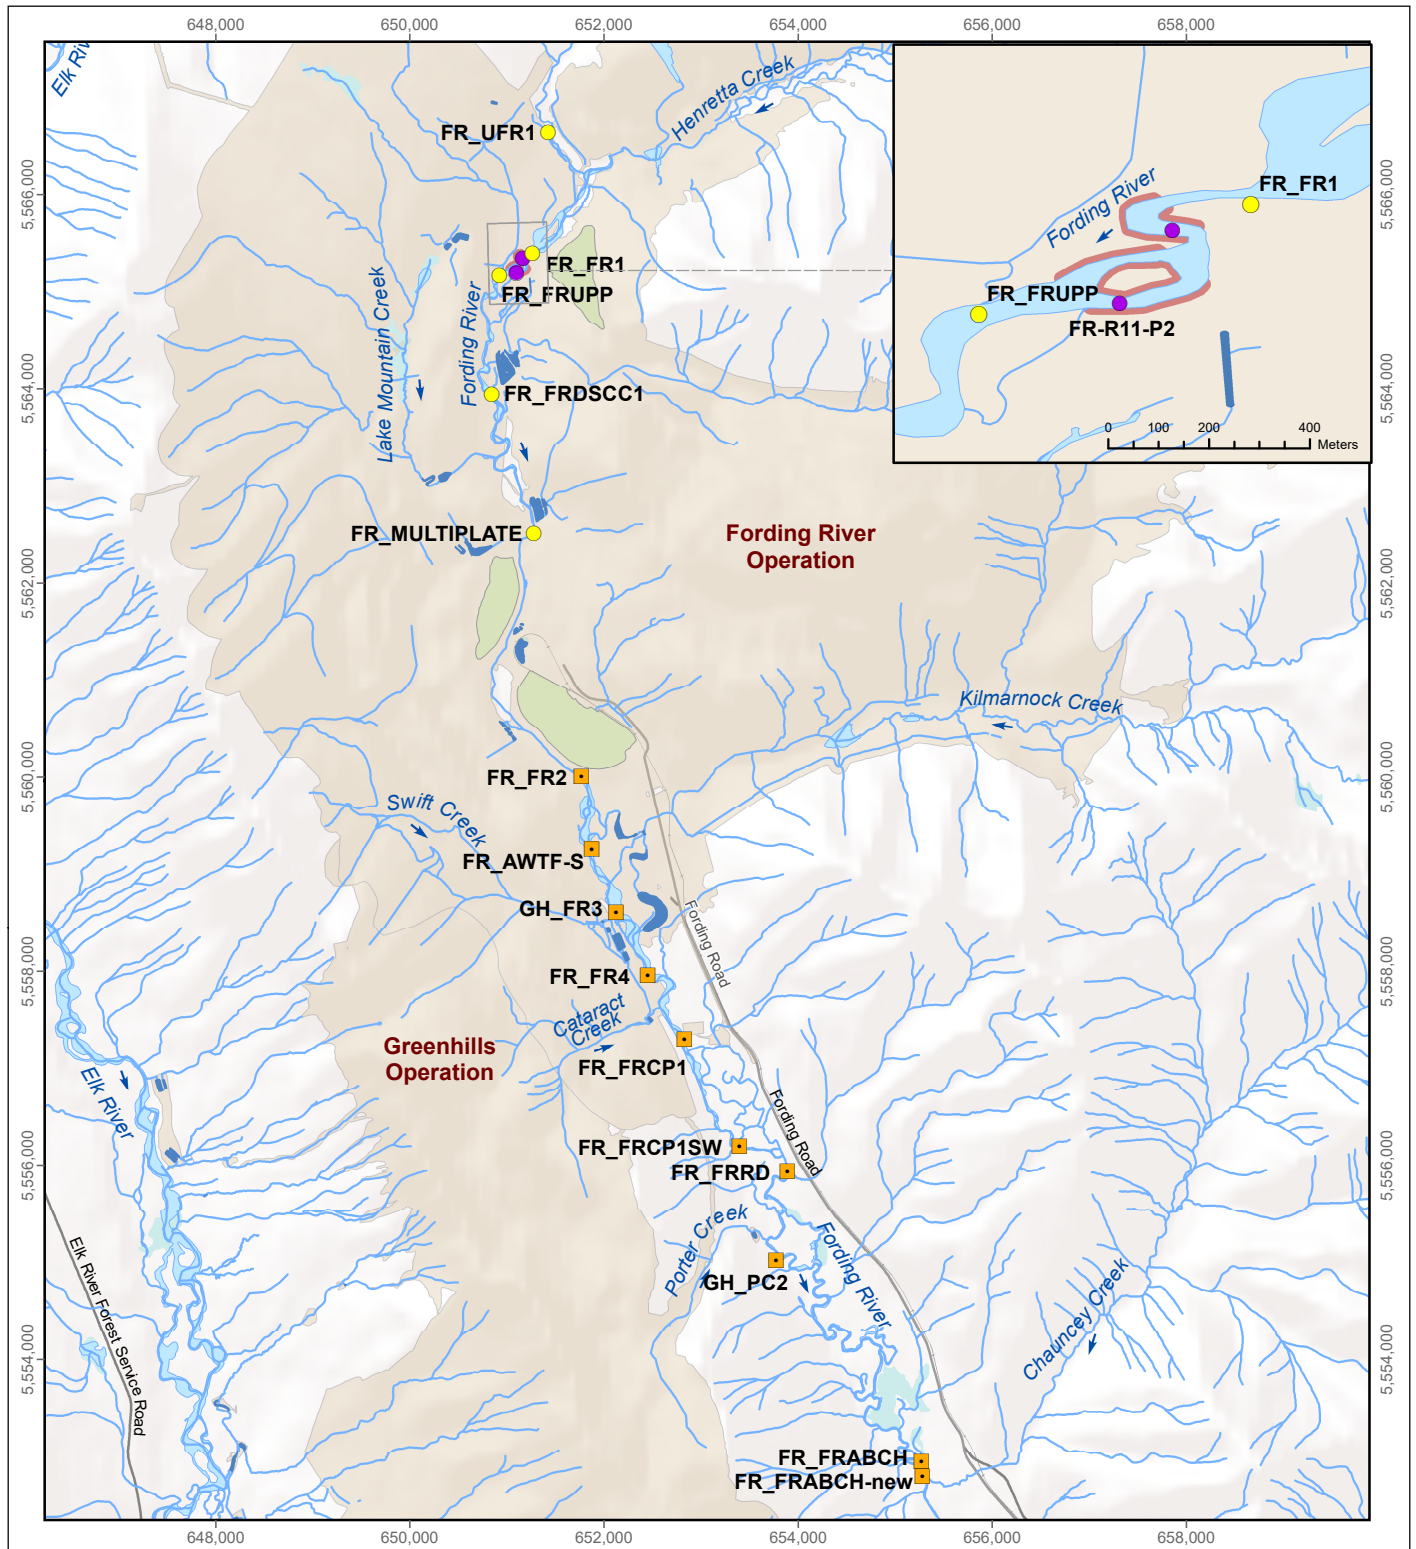 648,000
650,000
652,000
654,000
656,000
658,000
Elk Riv
Henretta Creek
FR_UFR1
5,566,000
5,566,000
FR_FR1
Fording River
FR_FRUPP
FR-R11-P2
0
100
200
400
Meters
FR_FR1
FR_FRUPP
Lake Mountain Creek
Fording River
5,564,000
5,564,000
FR_FRDSCC1
FR_MULTIPLATE
Fording River
Operation
5,562,000
5,562,000
Kilmarnock Creek
5,560,000
5,560,000
FR_FR2
Swift Creek
FR_AWTF-S
GH_FR3
Fording Road
5,558,000
5,558,000
FR_FR4
Cataract
Creek
Greenhills
Operation
FR_FRCP1
Elk River
Fording Road
FR_FRCP1SW
FR_FRRD
5,556,000
5,556,000
Porter Creek
Fording River
GH_PC2
Elk River Forest Service Road
Chauncey Creek
5,554,000
5,554,000
FR_FRABCH
FR_FRABCH-new
648,000
650,000
652,000
654,000
656,000
658,000